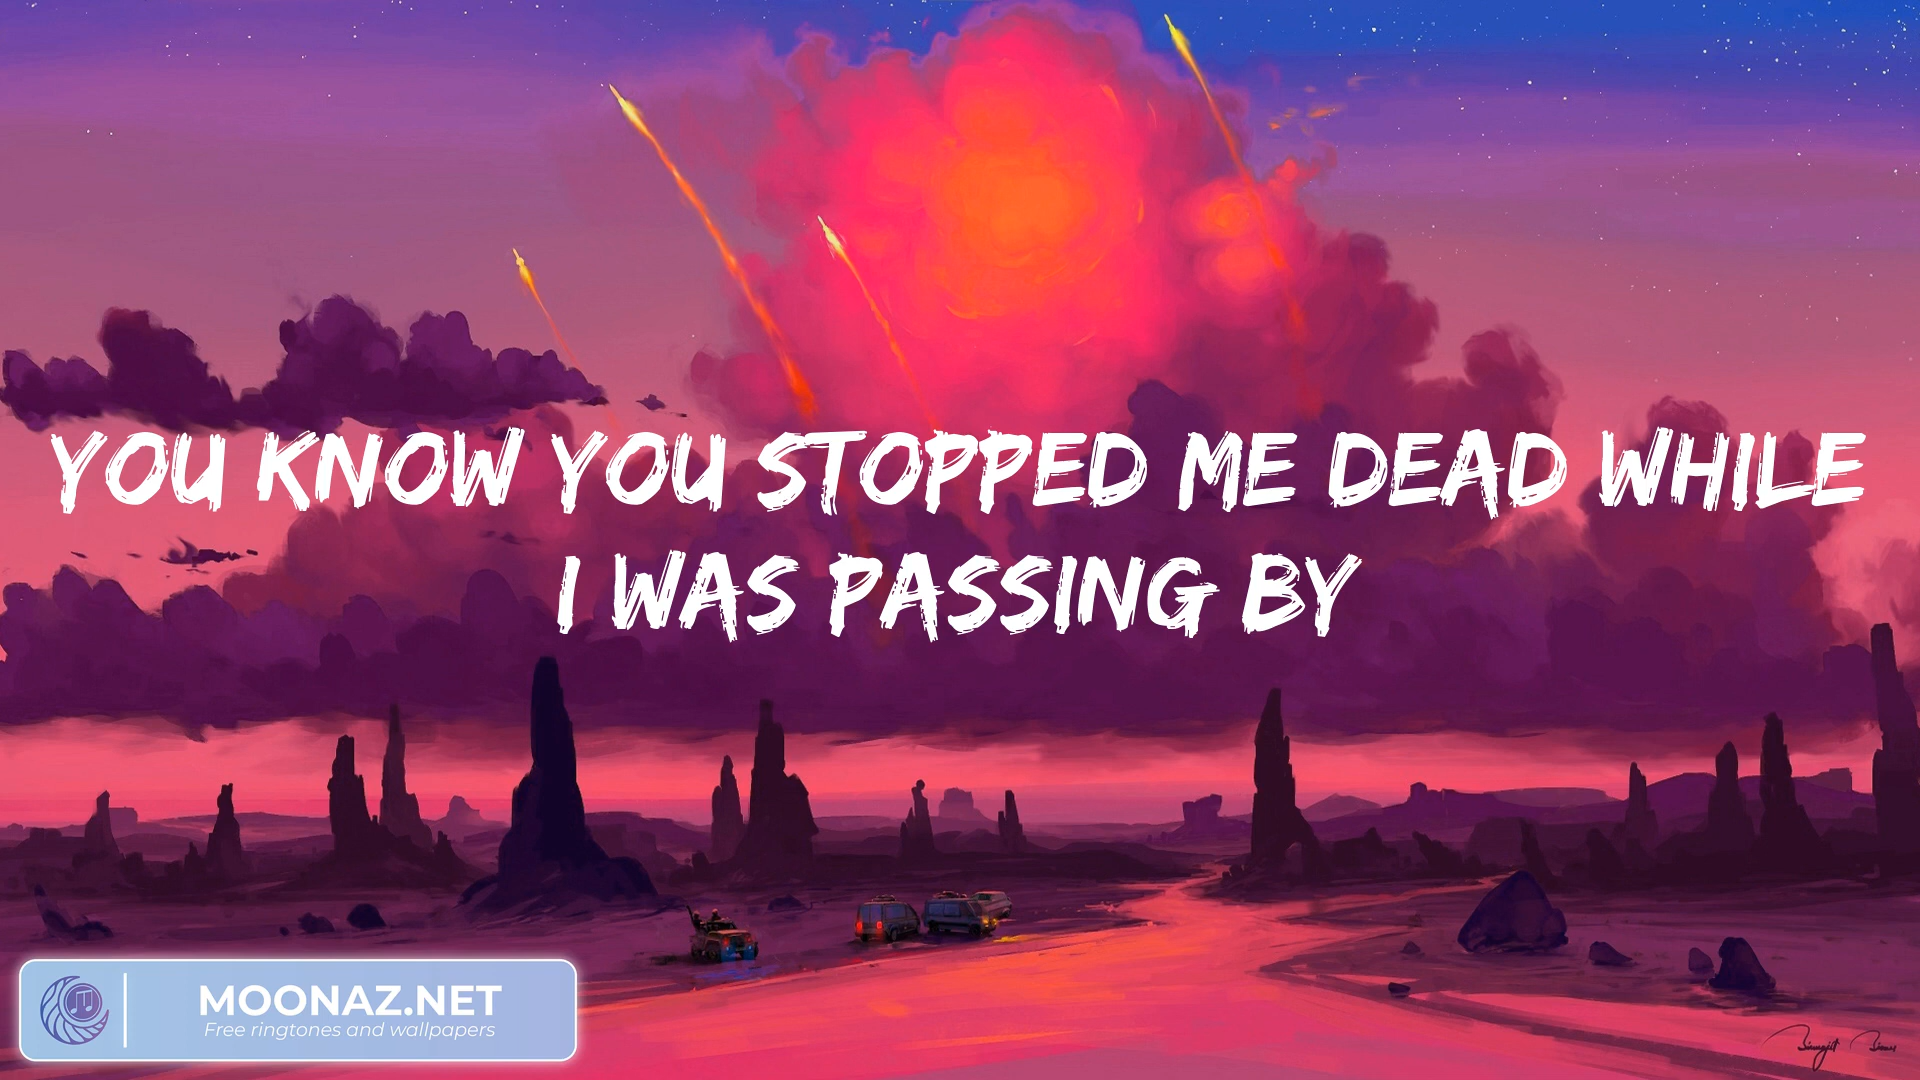 YOU KNOW YOU STOPPED ME DEAD WHILE
I WAS PASSING BY
MOONAZ.NET
Free ringtones and wallpapers